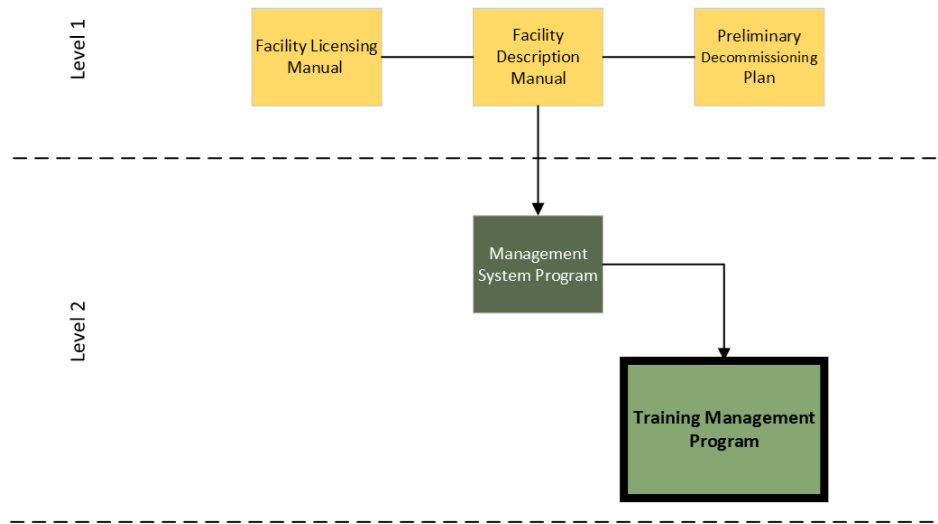 Level 1
Facility Licensing
Manual
Facility
Description
Manual
Preliminary
Decommissioning
Plan
Level 2
Management
System Program
Training Management
Program